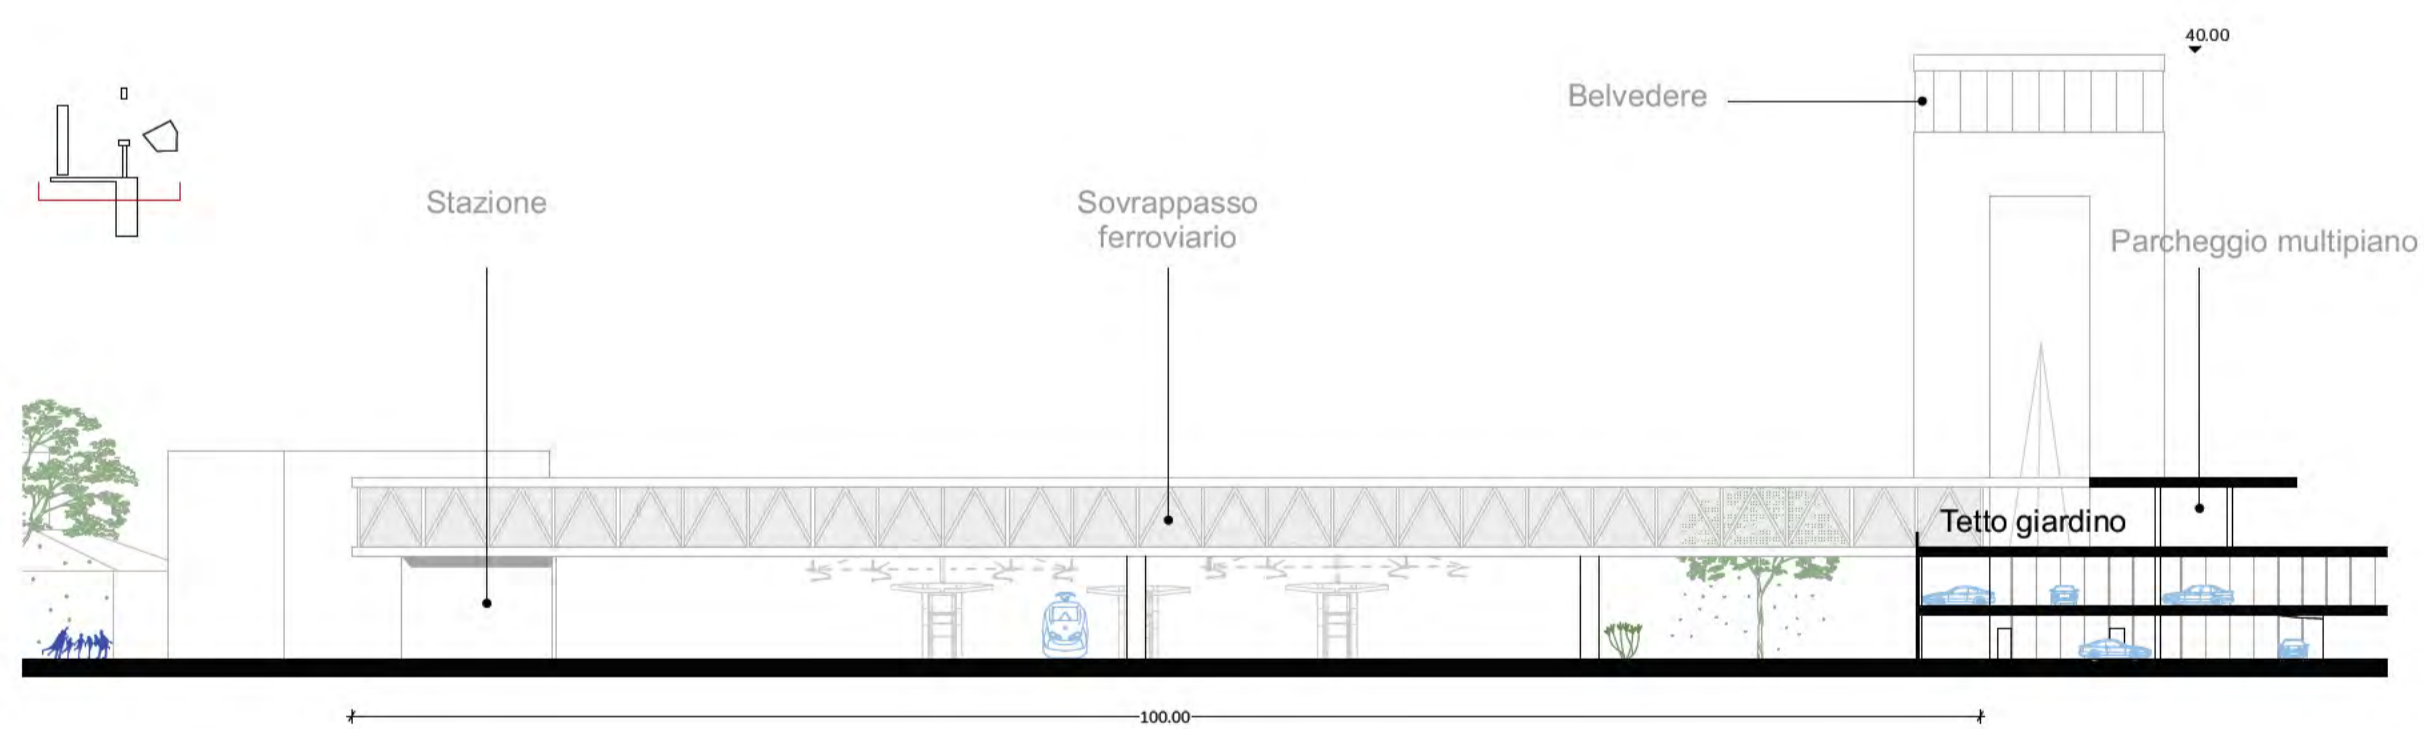 40.00
Belvedere
Stazione
Sovrappasso
ferroviario
Parcheggio multipiano
Tetto giardino
100.00